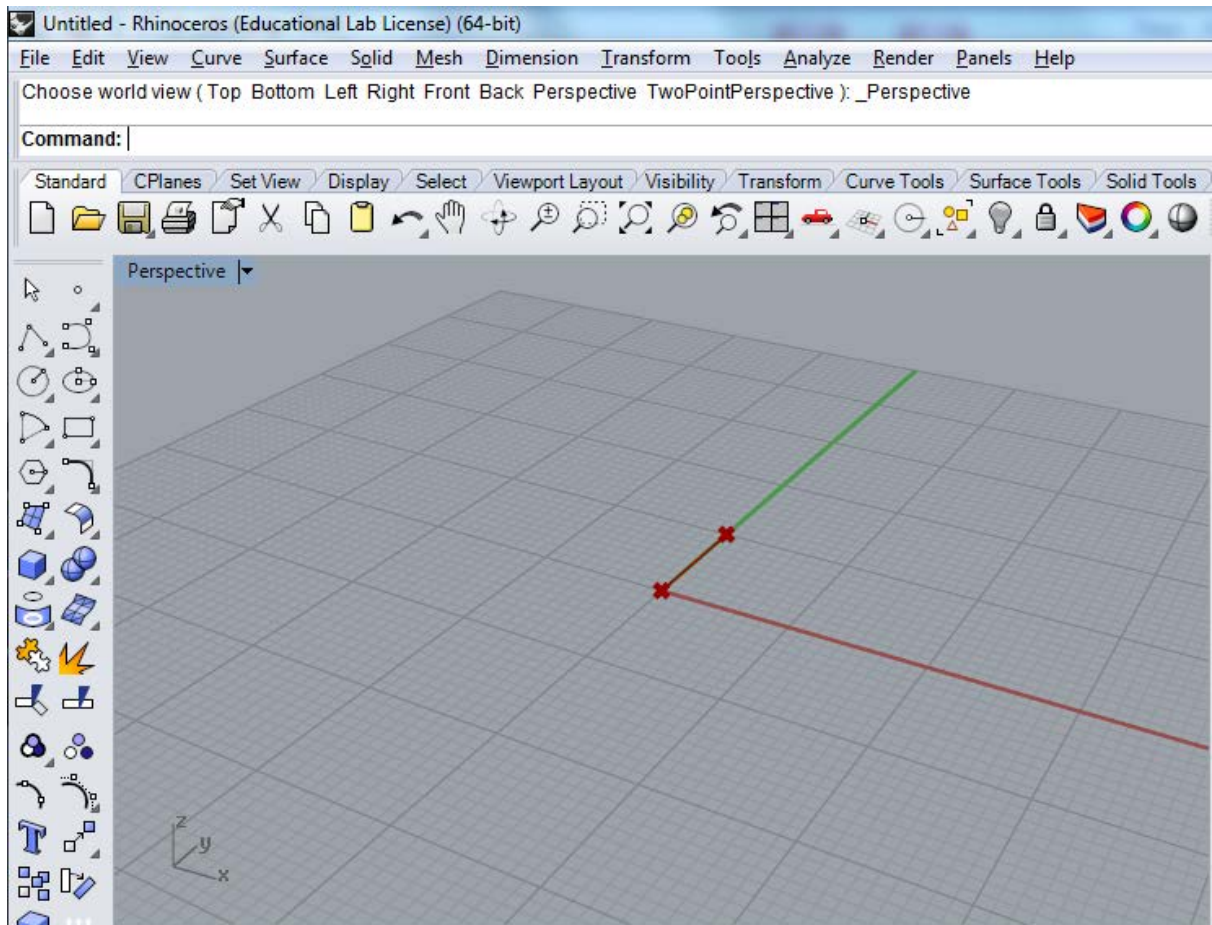 Untitled - Rhinoceros (Educational Lab License) (64-bit)
File Edit View Curve Surface Solid Mesh Dimension Transform Tools Analyze Render Panels Help
Choose world view ( Top Bottom Left Right Front Back Perspective TwoPointPerspective ): _Perspective
Command:
Standard CPlanes Set View Display Select Viewport Layout Visibility Transform Curve Tools Surface Tools Solid Tools
Perspective
z
y
x